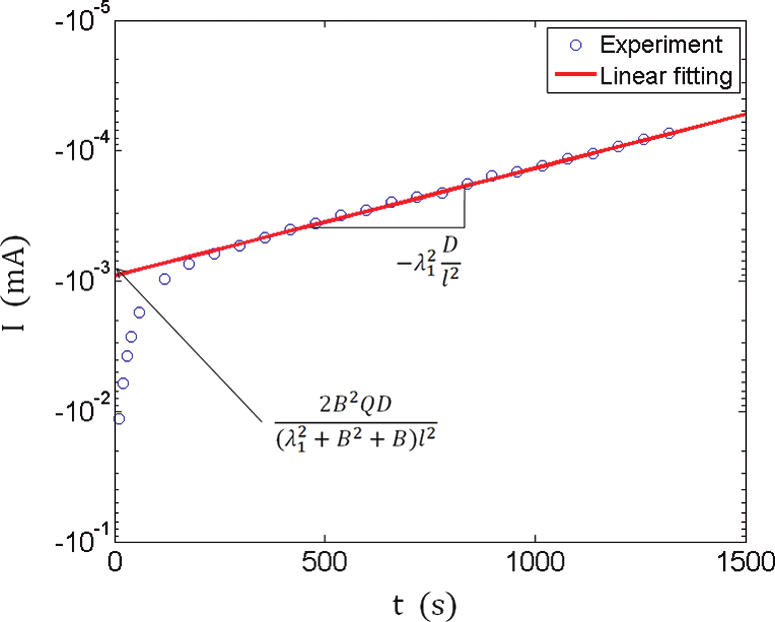 -10⁻⁵
-10⁻⁴
-10⁻³
-10⁻²
-10⁻¹
I (mA)
Experiment
Linear fitting
−λ₁² D/l²
2B²QD
(λ₁² + B² + B)l²
0 500 1000 1500
t (s)